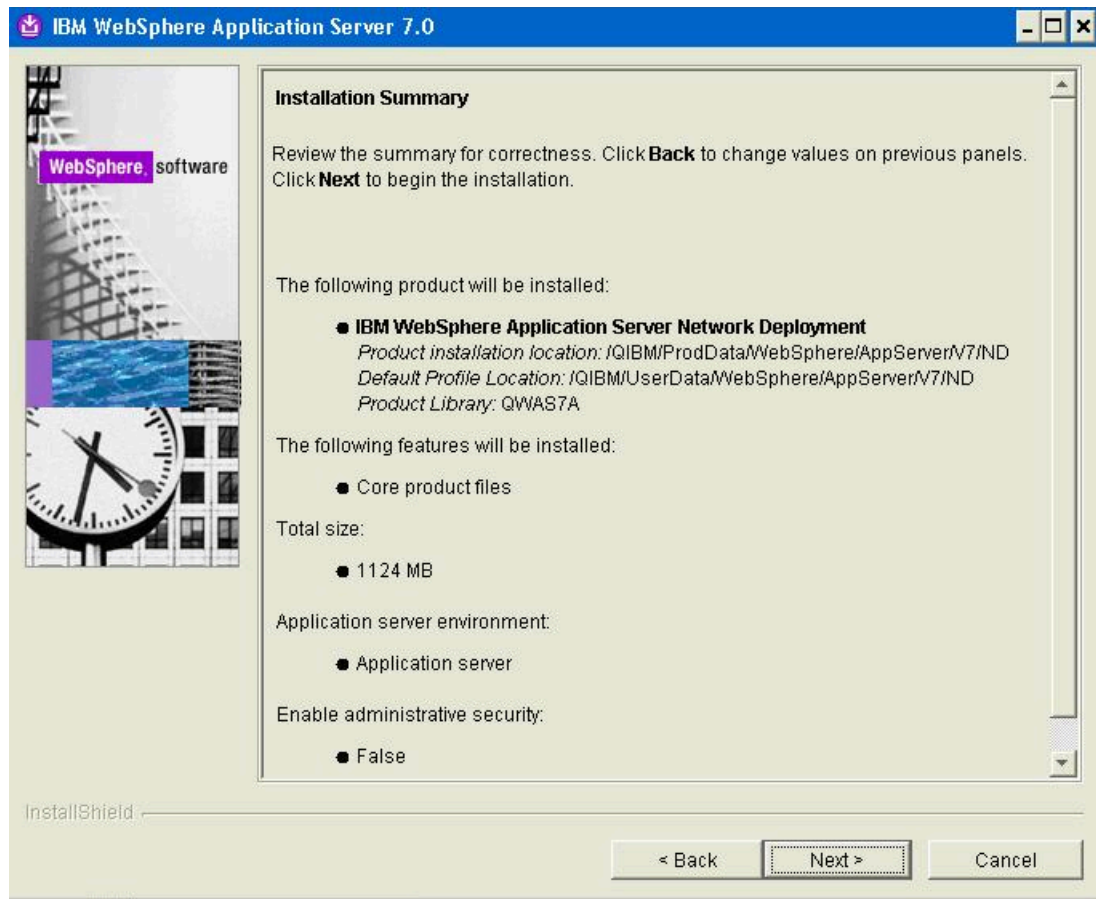 IBM WebSphere Application Server 7.0
WebSphere. software
Installation Summary
Review the summary for correctness. Click Back to change values on previous panels.
Click Next to begin the installation.
The following product will be installed:
● IBM WebSphere Application Server Network Deployment
Product installation location: /QIBM/ProdData/WebSphere/AppServer/V7/ND
Default Profile Location: /QIBM/UserData/WebSphere/AppServer/V7/ND
Product Library: QWAS7A
The following features will be installed:
● Core product files
Total size:
● 1124 MB
Application server environment:
● Application server
Enable administrative security:
● False
InstallShield
< Back Next > Cancel